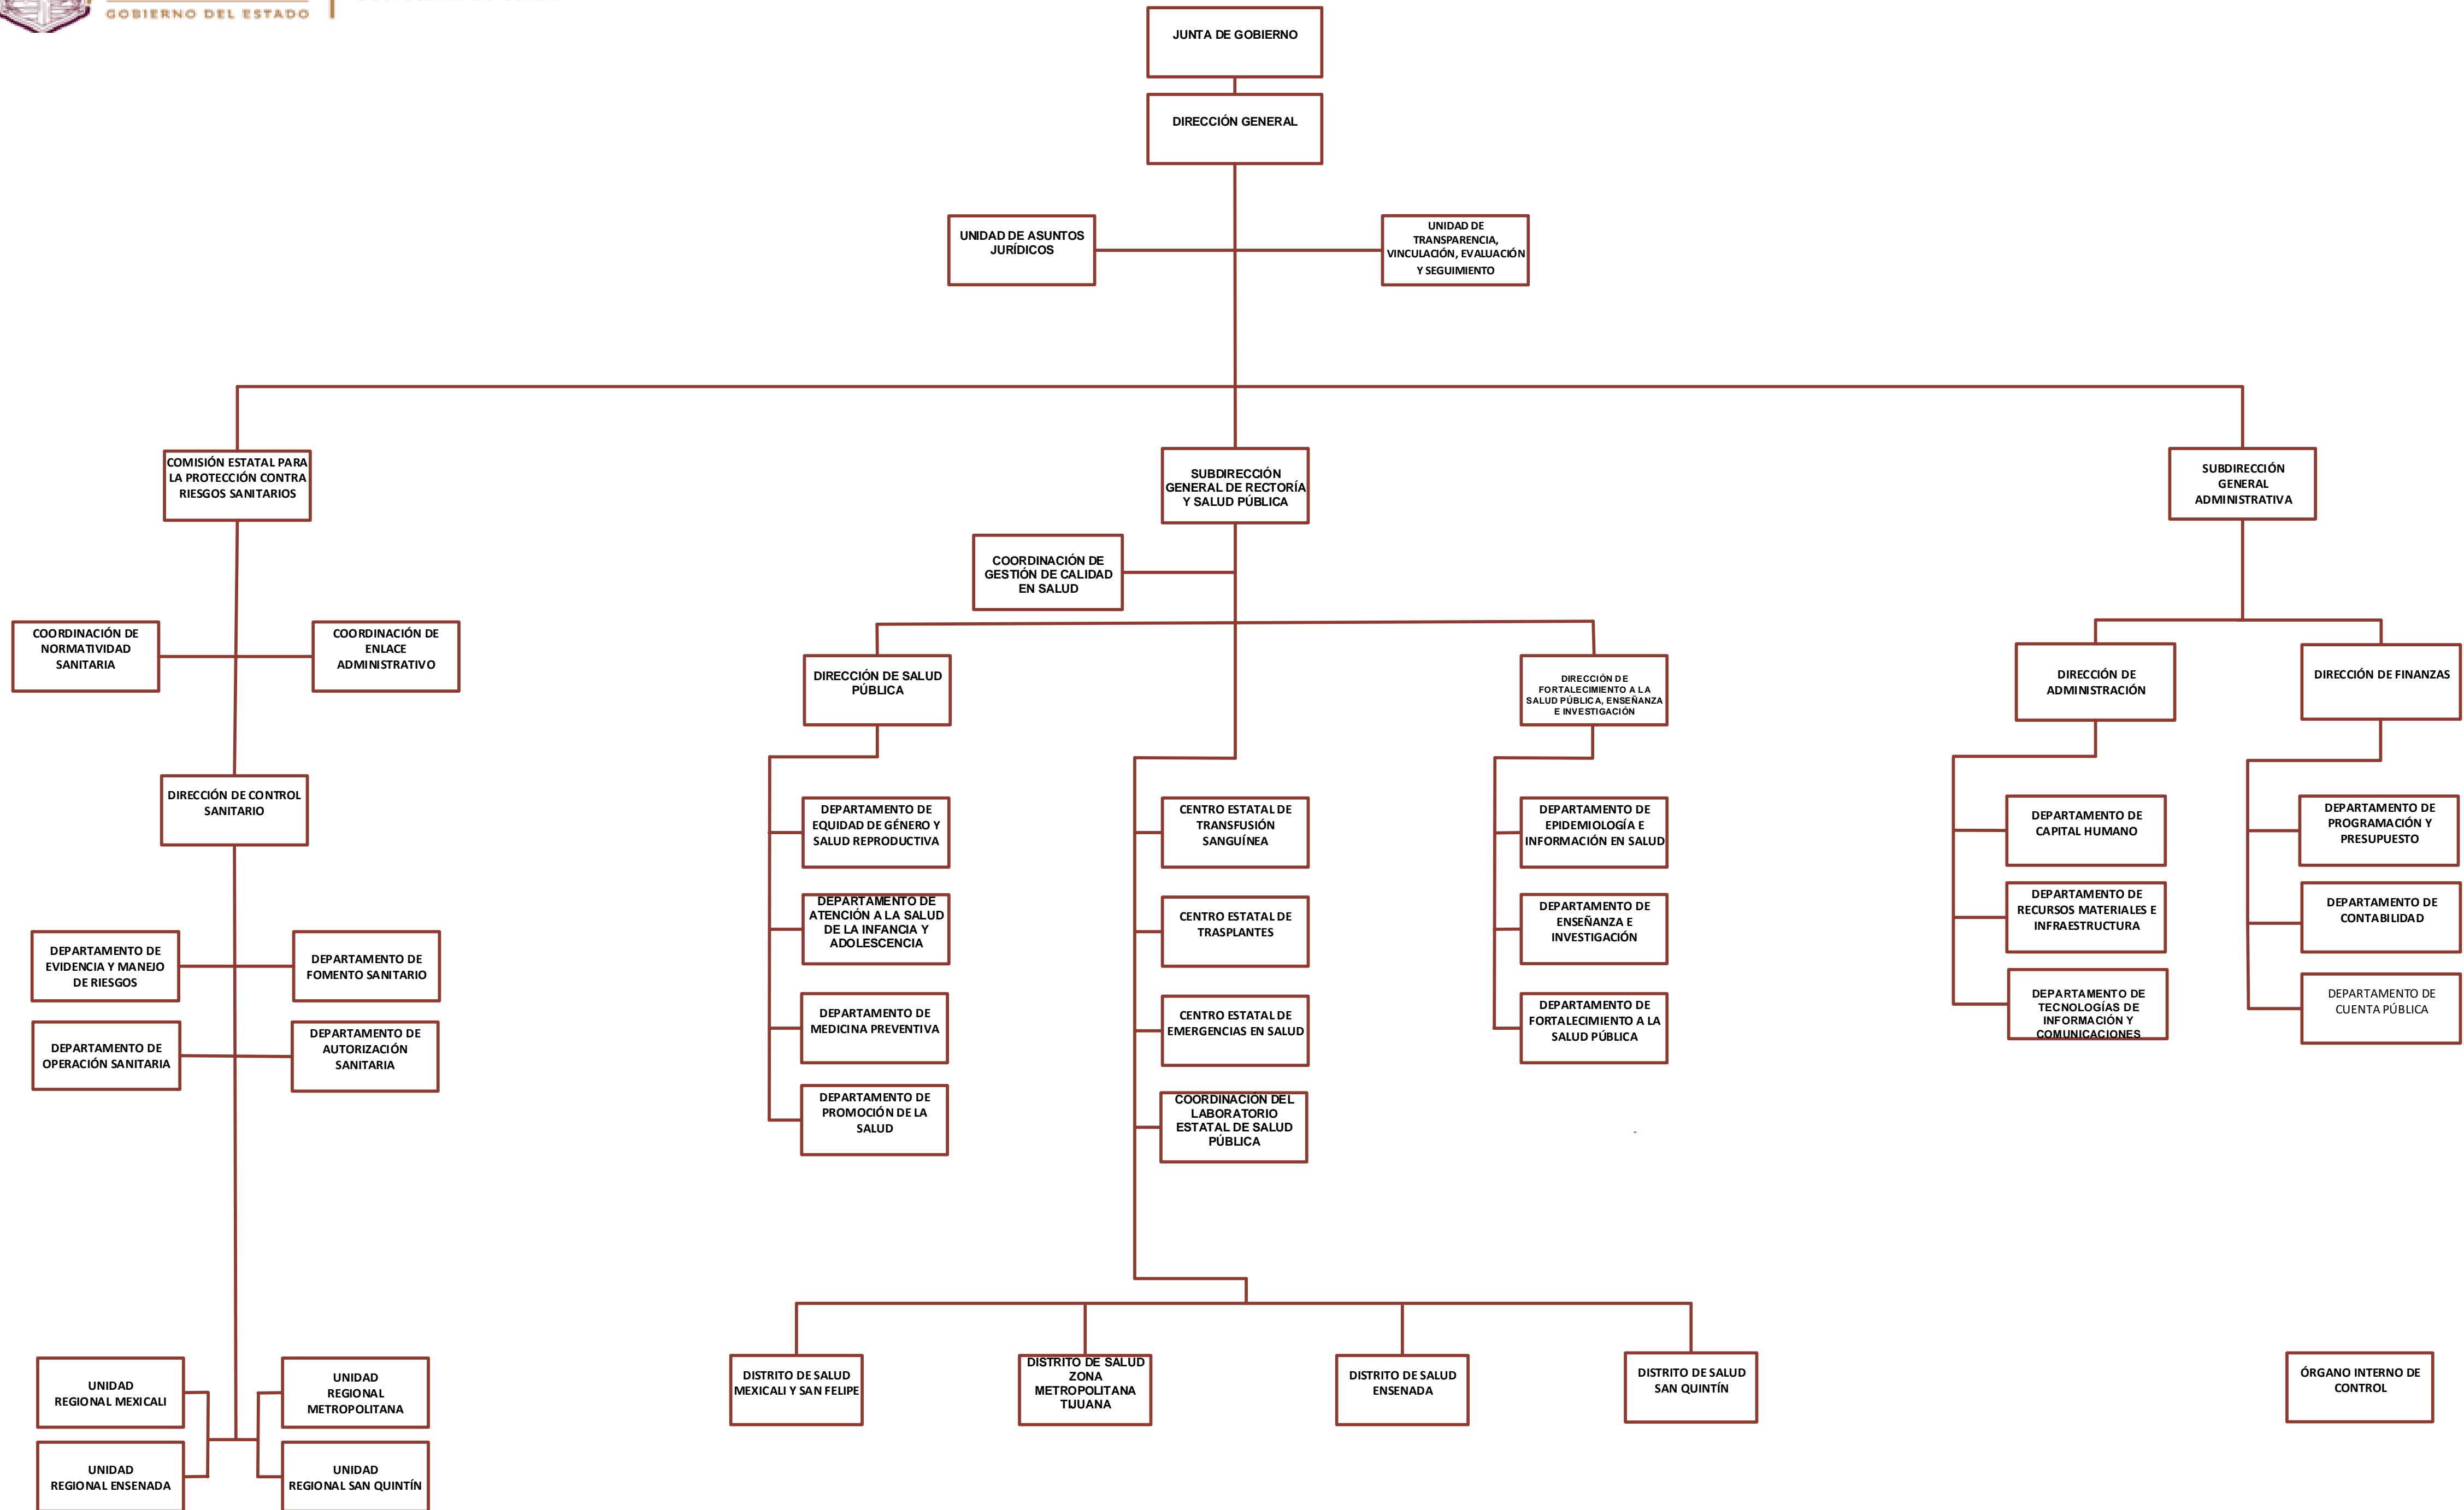 GOBIERNO DEL ESTADO
JUNTA DE GOBIERNO
DIRECCIÓN GENERAL
UNIDAD DE ASUNTOS
JURÍDICOS
UNIDAD DE
TRANSPARENCIA,
VINCULACIÓN, EVALUACIÓN
Y SEGUIMIENTO
COMISIÓN ESTATAL PARA
LA PROTECCIÓN CONTRA
RIESGOS SANITARIOS
SUBDIRECCIÓN
GENERAL DE RECTORÍA
Y SALUD PÚBLICA
SUBDIRECCIÓN
GENERAL
ADMINISTRATIVA
COORDINACIÓN DE
GESTIÓN DE CALIDAD
EN SALUD
COORDINACIÓN DE
NORMATIVIDAD
SANITARIA
COORDINACIÓN DE
ENLACE
ADMINISTRATIVO
DIRECCIÓN DE SALUD
PÚBLICA
DIRECCIÓN DE
FORTALECIMIENTO A LA
SALUD PÚBLICA, ENSEÑANZA
E INVESTIGACIÓN
DIRECCIÓN DE
ADMINISTRACIÓN
DIRECCIÓN DE FINANZAS
DIRECCIÓN DE CONTROL
SANITARIO
DEPARTAMENTO DE
EQUIDAD DE GÉNERO Y
SALUD REPRODUCTIVA
CENTRO ESTATAL DE
TRANSFUSIÓN
SANGUÍNEA
DEPARTAMENTO DE
EPIDEMIOLOGÍA E
INFORMACIÓN EN SALUD
DEPARTAMENTO DE
CAPITAL HUMANO
DEPARTAMENTO DE
PROGRAMACIÓN Y
PRESUPUESTO
DEPARTAMENTO DE
ATENCIÓN A LA SALUD
DE LA INFANCIA Y
ADOLESCENCIA
CENTRO ESTATAL DE
TRASPLANTES
DEPARTAMENTO DE
ENSEÑANZA E
INVESTIGACIÓN
DEPARTAMENTO DE
RECURSOS MATERIALES E
INFRAESTRUCTURA
DEPARTAMENTO DE
CONTABILIDAD
DEPARTAMENTO DE
EVIDENCIA Y MANEJO
DE RIESGOS
DEPARTAMENTO DE
FOMENTO SANITARIO
DEPARTAMENTO DE
MEDICINA PREVENTIVA
CENTRO ESTATAL DE
EMERGENCIAS EN SALUD
DEPARTAMENTO DE
FORTALECIMIENTO A LA
SALUD PÚBLICA
DEPARTAMENTO DE
TECNOLOGÍAS DE
INFORMACIÓN Y
COMUNICACIONES
DEPARTAMENTO DE
CUENTA PÚBLICA
DEPARTAMENTO DE
OPERACIÓN SANITARIA
DEPARTAMENTO DE
AUTORIZACIÓN
SANITARIA
DEPARTAMENTO DE
PROMOCIÓN DE LA
SALUD
COORDINACIÓN DEL
LABORATORIO
ESTATAL DE SALUD
PÚBLICA
UNIDAD
REGIONAL MEXICALI
UNIDAD
REGIONAL
METROPOLITANA
DISTRITO DE SALUD
MEXICALI Y SAN FELIPE
DISTRITO DE SALUD
ZONA
METROPOLITANA
TIJUANA
DISTRITO DE SALUD
ENSENADA
DISTRITO DE SALUD
SAN QUINTÍN
ÓRGANO INTERNO DE
CONTROL
UNIDAD
REGIONAL ENSENADA
UNIDAD
REGIONAL SAN QUINTÍN